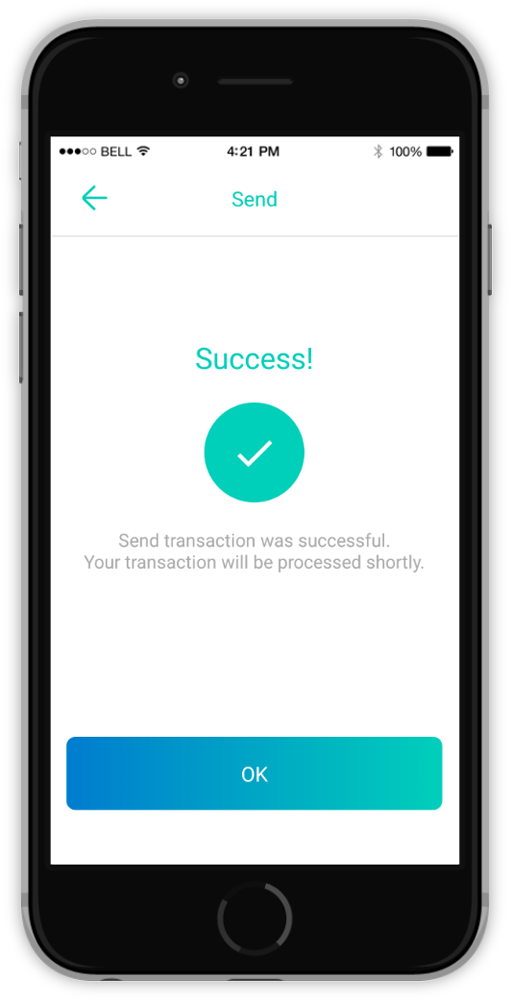 BELL 4:21 PM 100%
Send
Success!
Send transaction was successful.
Your transaction will be processed shortly.
OK